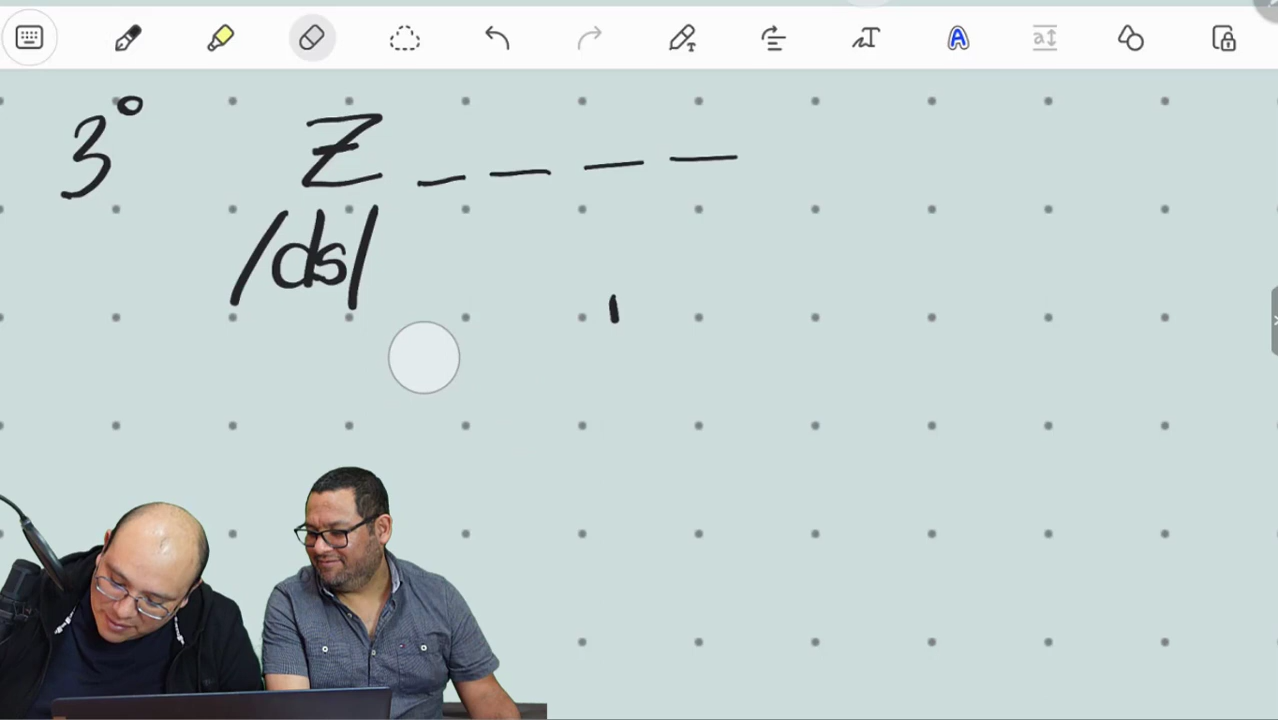 3° Z _ _ _ _
/ds/